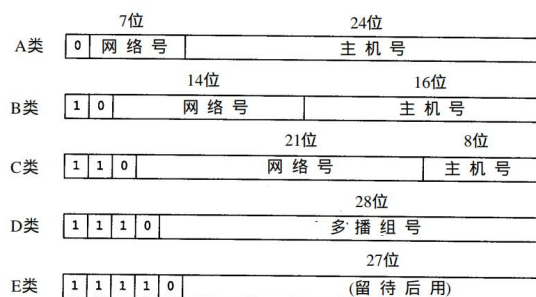 7位 24位
A类 0 网络号 主机号
14位 16位
B类 1 0 网络号 主机号
21位 8位
C类 1 1 0 网络号 主机号
28位
D类 1 1 1 0 多播组号
27位
E类 1 1 1 1 0 (留待后用)